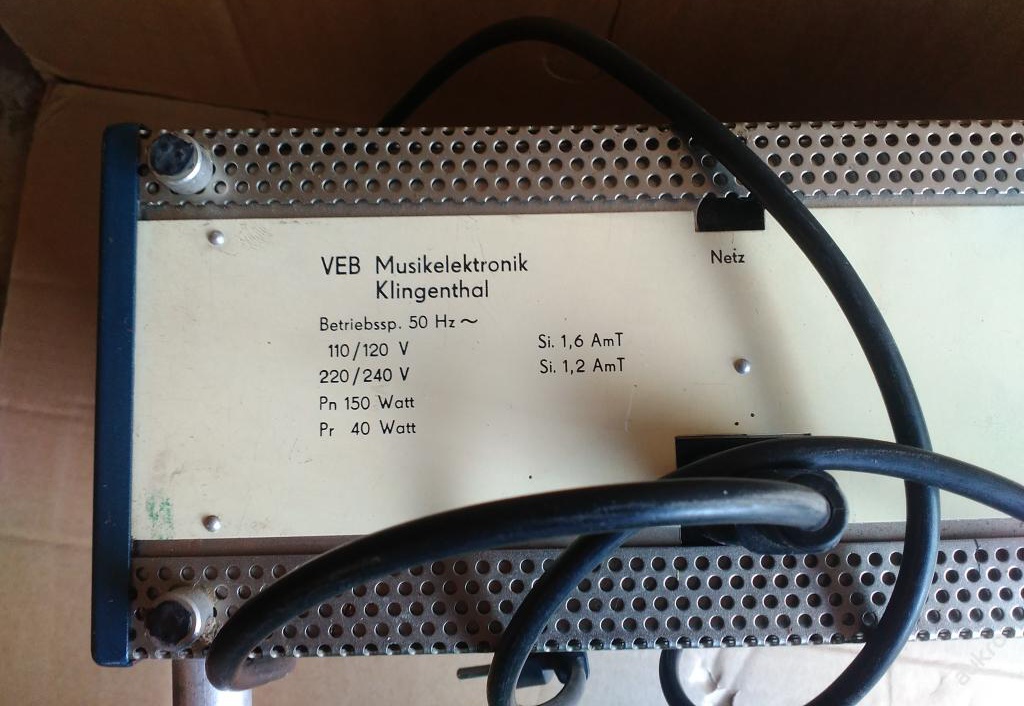 VEB Musikelektronik
Klingenthal
Netz
Betriebssp. 50 Hz ~
110/120 V Si. 1,6 AmT
220/240 V Si. 1,2 AmT
Pn 150 Watt
Pr 40 Watt